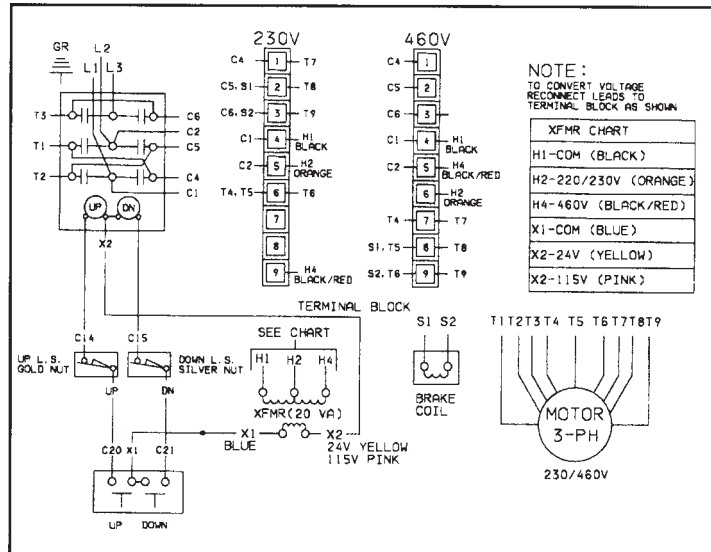 GR
L2
L1 L3
T3
C6
C2
T1
C5
T2
C4
C1
UP
DN
X2
230V
C4 1 T7
C5, S1 2 T8
C6, S2 3 T9
C1 4 H1
BLACK
C2 5 H2
ORANGE
T4, T5 6 T6
7
8
9 H4
BLACK/RED
460V
C4 1
C5 2
C6 3
C1 4 H1
BLACK
C2 5 H4
BLACK/RED
6 H2
ORANGE
T4 7 T7
S1, T5 8 T8
S2, T6 9 T9
TERMINAL BLOCK
NOTE:
TO CONVERT VOLTAGE
RECONNECT LEADS TO
TERMINAL BLOCK AS SHOWN
XFMR CHART
H1-COM (BLACK)
H2-220/230V (ORANGE)
H4-460V (BLACK/RED)
X1-COM (BLUE)
X2-24V (YELLOW)
X2-115V (PINK)
C14
C15
UP L.S.
GOLD NUT
DOWN L.S.
SILVER NUT
UP
DN
SEE CHART
H1 H2 H4
XFMR(20 VA)
X1
BLUE
X2
24V YELLOW
115V PINK
C20 X1 C21
UP DOWN
S1 S2
BRAKE
COIL
T1 T2 T3 T4 T5 T6 T7 T8 T9
MOTOR
3-PH
230/460V